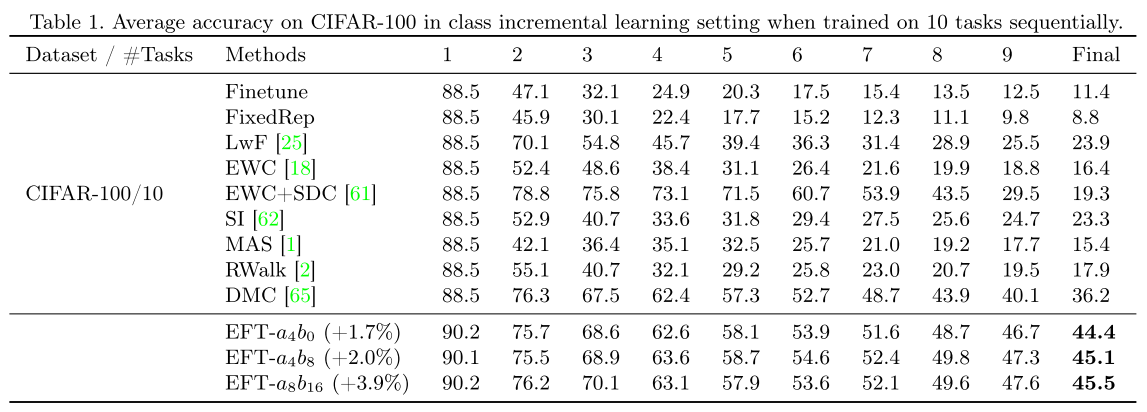 Table 1. Average accuracy on CIFAR-100 in class incremental learning setting when trained on 10 tasks sequentially.
Dataset / #Tasks Methods 1 2 3 4 5 6 7 8 9 Final
Finetune 88.5 47.1 32.1 24.9 20.3 17.5 15.4 13.5 12.5 11.4
FixedRep 88.5 45.9 30.1 22.4 17.7 15.2 12.3 11.1 9.8 8.8
LwF [25] 88.5 70.1 54.8 45.7 39.4 36.3 31.4 28.9 25.5 23.9
EWC [18] 88.5 52.4 48.6 38.4 31.1 26.4 21.6 19.9 18.8 16.4
CIFAR-100/10 EWC+SDC [61] 88.5 78.8 75.8 73.1 71.5 60.7 53.9 43.5 29.5 19.3
SI [62] 88.5 52.9 40.7 33.6 31.8 29.4 27.5 25.6 24.7 23.3
MAS [1] 88.5 42.1 36.4 35.1 32.5 25.7 21.0 19.2 17.7 15.4
RWalk [2] 88.5 55.1 40.7 32.1 29.2 25.8 23.0 20.7 19.5 17.9
DMC [65] 88.5 76.3 67.5 62.4 57.3 52.7 48.7 43.9 40.1 36.2
EFT-a₄b₀ (+1.7%) 90.2 75.7 68.6 62.6 58.1 53.9 51.6 48.7 46.7 44.4
EFT-a₄b₈ (+2.0%) 90.1 75.5 68.9 63.6 58.7 54.6 52.4 49.8 47.3 45.1
EFT-a₈b₁₆ (+3.9%) 90.2 76.2 70.1 63.1 57.9 53.6 52.1 49.6 47.6 45.5